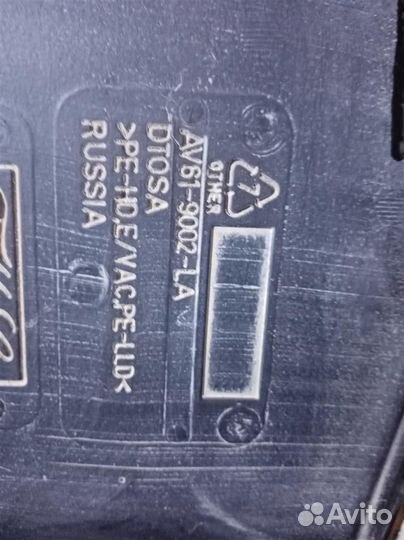 7
OTHER
AV61-9002-LA
DTOSA
>PE-HD,E/VAC,PE-LLD<
RUSSIA
Avito